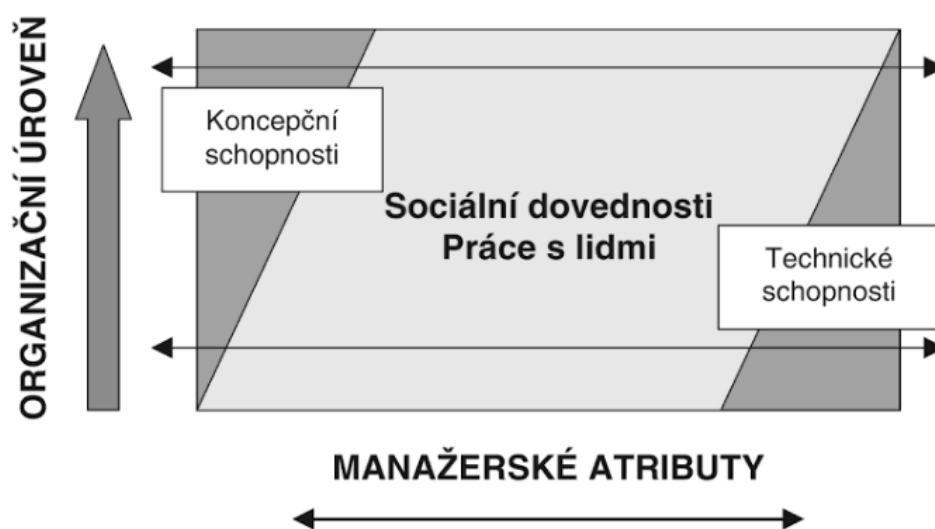 ORGANIZAČNÍ ÚROVEŇ
Koncepční
schopnosti
Sociální dovednosti
Práce s lidmi
Technické
schopnosti
MANAŽERSKÉ ATRIBUTY